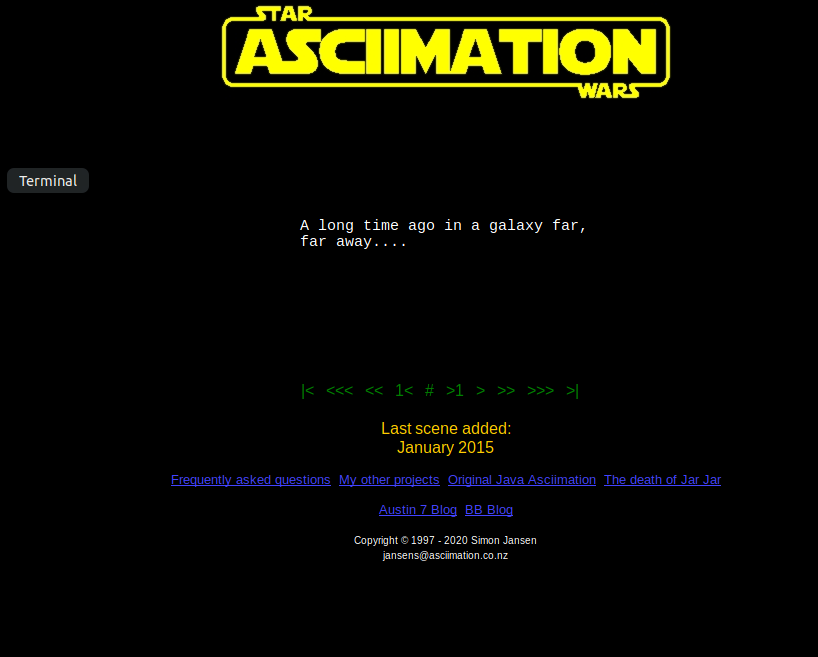 STAR
ASCIIMATION
WARS
Terminal
A long time ago in a galaxy far,
far away....
|< <<< << 1< # >1 > >> >>> >|
Last scene added:
January 2015
Frequently asked questions My other projects Original Java Asciimation The death of Jar Jar
Austin 7 Blog BB Blog
Copyright © 1997 - 2020 Simon Jansen
jansens@asciimation.co.nz